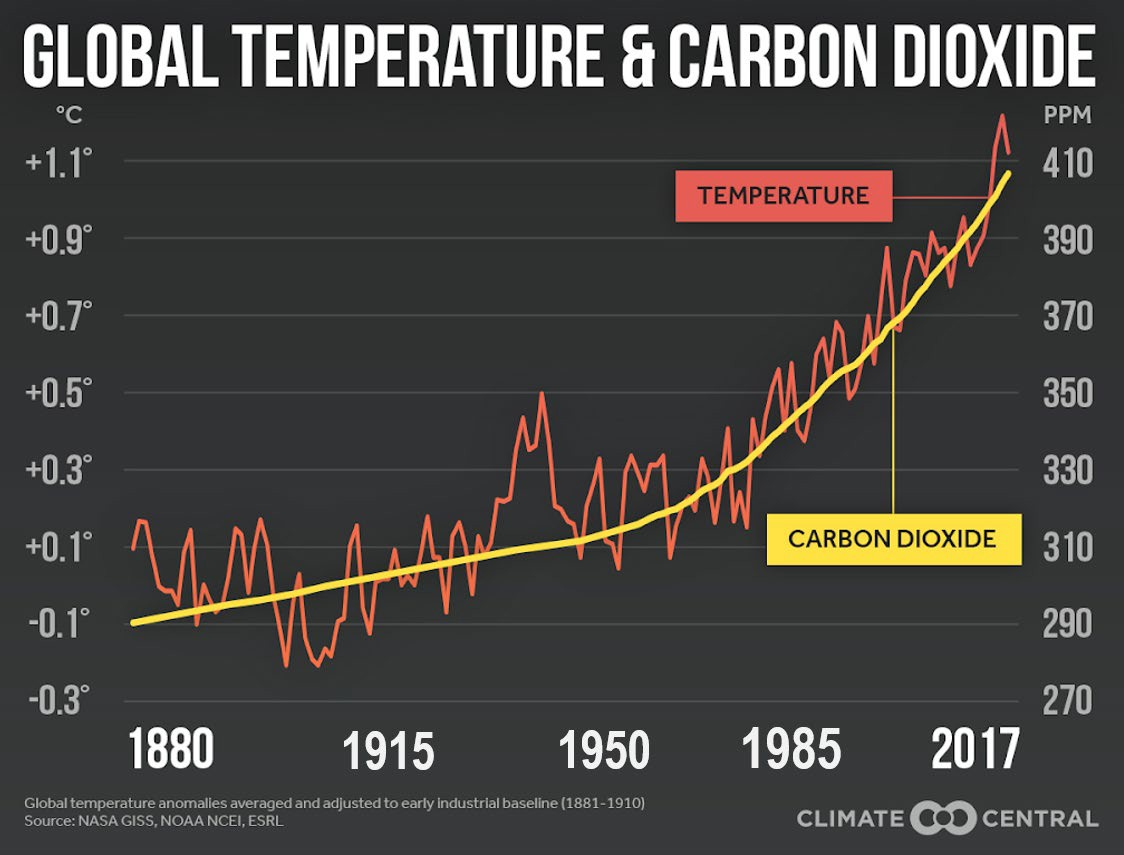 GLOBAL TEMPERATURE & CARBON DIOXIDE
°C
PPM
+1.1°
410
TEMPERATURE
+0.9°
390
+0.7°
370
+0.5°
350
+0.3°
330
CARBON DIOXIDE
+0.1°
310
-0.1°
290
-0.3°
270
1880 1915 1950 1985 2017
Global temperature anomalies averaged and adjusted to early industrial baseline (1881-1910)
Source: NASA GISS, NOAA NCEI, ESRL
CLIMATE CENTRAL